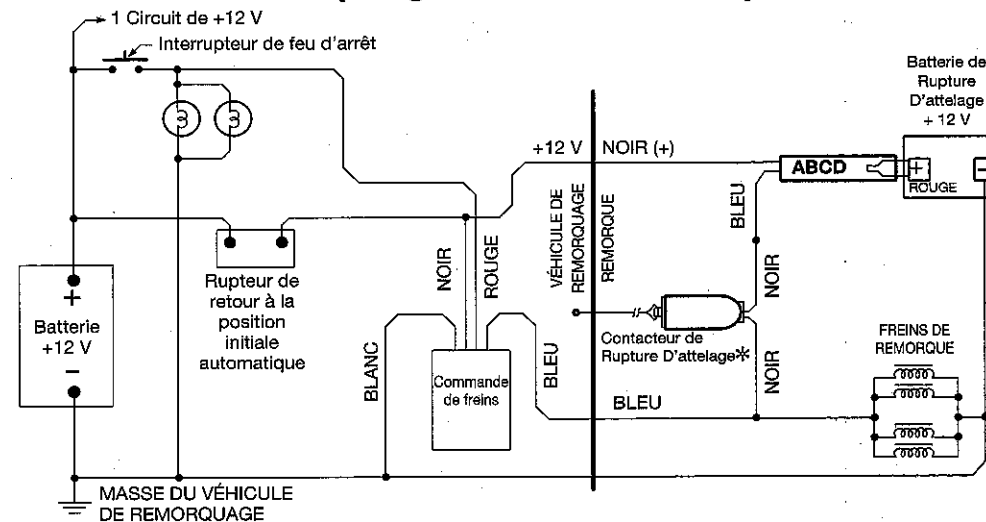 1 Circuit de +12 V
Interrupteur de feu d'arrêt
Batterie de
Rupture
D'attelage
+ 12 V
+12 V
NOIR (+)
ABCD
+
ROUGE
BLEU
NOIR
VÉHICULE DE
REMORQUAGE
REMORQUE
NOIR
ROUGE
Rupteur de
retour à la
position
initiale
automatique
+
Batterie
+12 V
-
Contacteur de
Rupture D'attelage*
FREINS DE
REMORQUE
BLANC
Commande
de freins
BLEU
NOIR
BLEU
MASSE DU VÉHICULE
DE REMORQUAGE